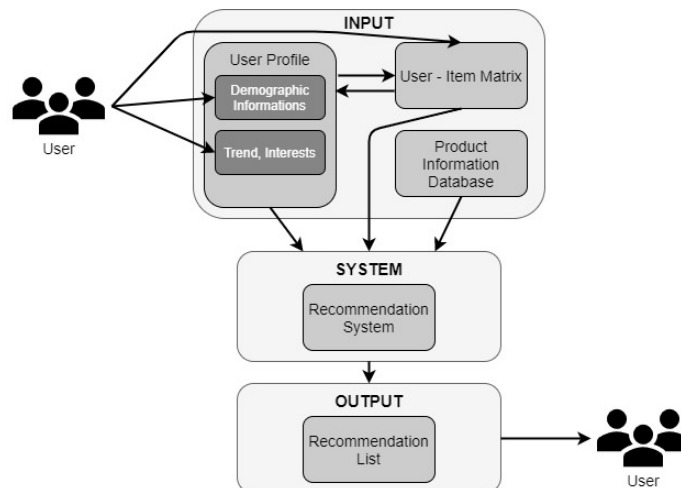 INPUT
User Profile
Demographic
Informations
Trend, Interests
User - Item Matrix
Product
Information
Database
User
SYSTEM
Recommendation
System
OUTPUT
Recommendation
List
User